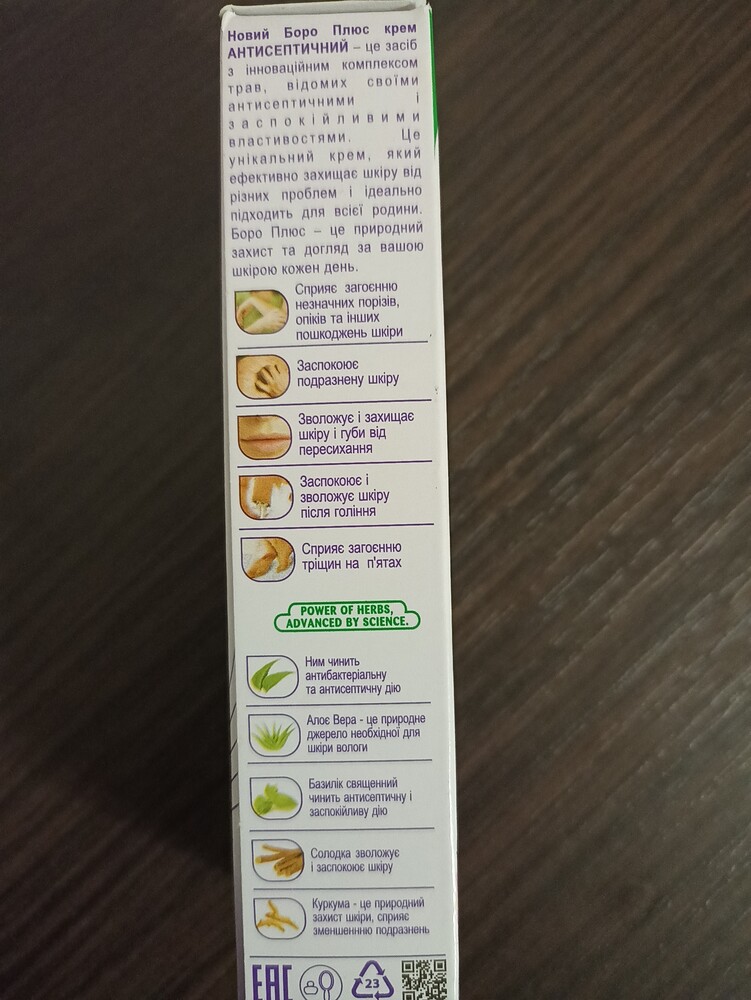 Новий Боро Плюс крем
АНТИСЕПТИЧНИЙ – це засіб
з інноваційним комплексом
трав, відомих своїми
антисептичними і
заспокійливими
властивостями. Це
унікальний крем, який
ефективно захищає шкіру від
різних проблем і ідеально
підходить для всієї родини.
Боро Плюс – це природний
захист та догляд за вашою
шкірою кожен день.
Сприяє загоєнню
незначних порізів,
опіків та інших
пошкоджень шкіри
Заспокоює
подразнену шкіру
Зволожує і захищає
шкіру і губи від
пересихання
Заспокоює і
зволожує шкіру
після гоління
Сприяє загоєнню
тріщин на п'ятах
POWER OF HERBS,
ADVANCED BY SCIENCE.
Ним чинить
антибактеріальну
та антисептичну дію
Алоє Вера - це природне
джерело необхідної для
шкіри вологи
Базилік священний
чинить антисептичну і
заспокійливу дію
Солодка зволожує
і заспокоює шкіру
Куркума - це природний
захист шкіри, сприяє
зменшеннню подразнень
EAC
23